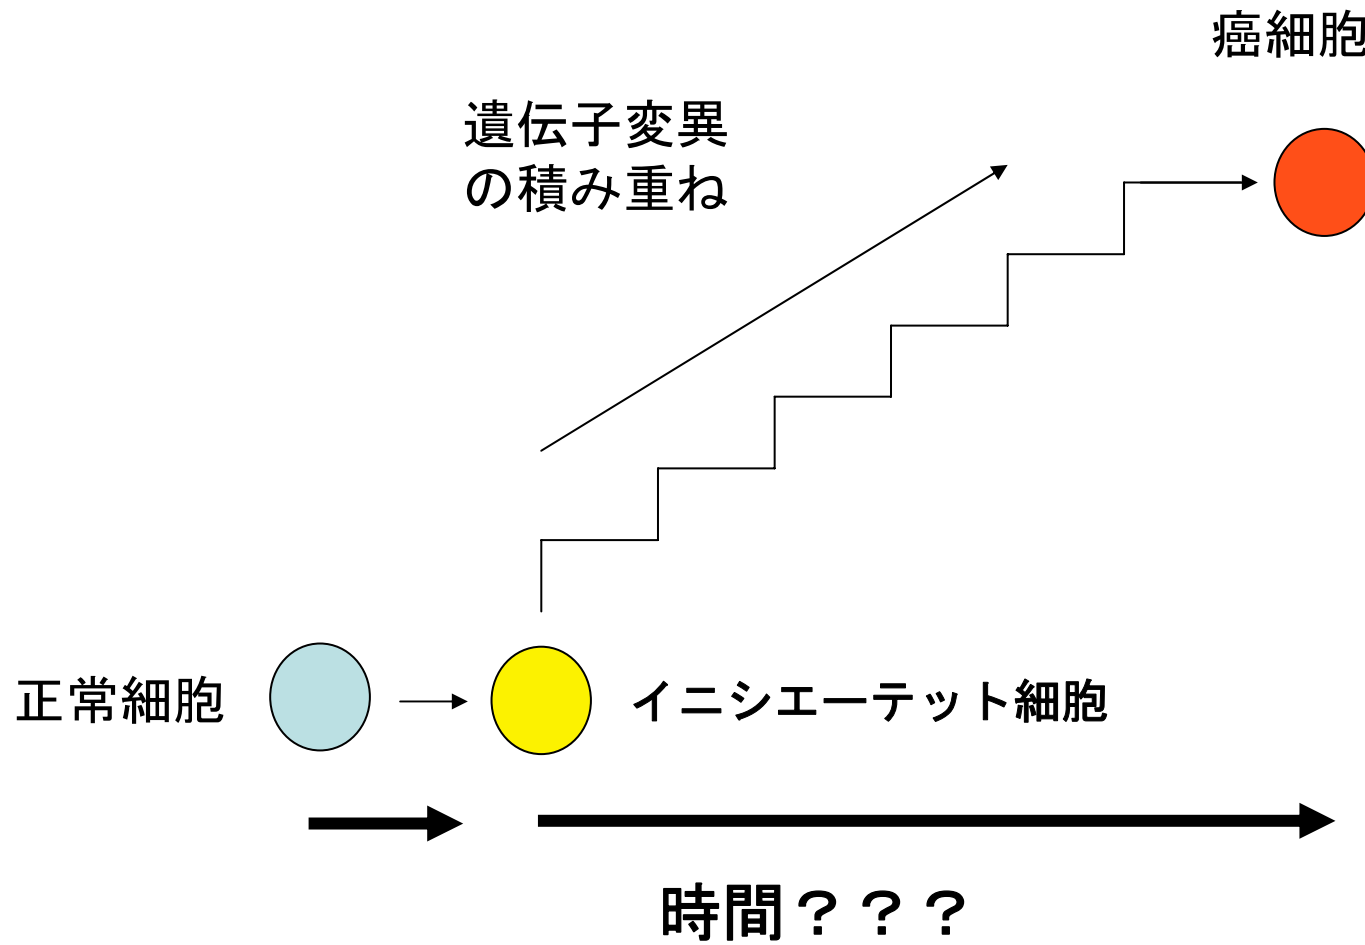 癌細胞
遺伝子変異
の積み重ね
正常細胞
イニシエーテット細胞
時間？？？